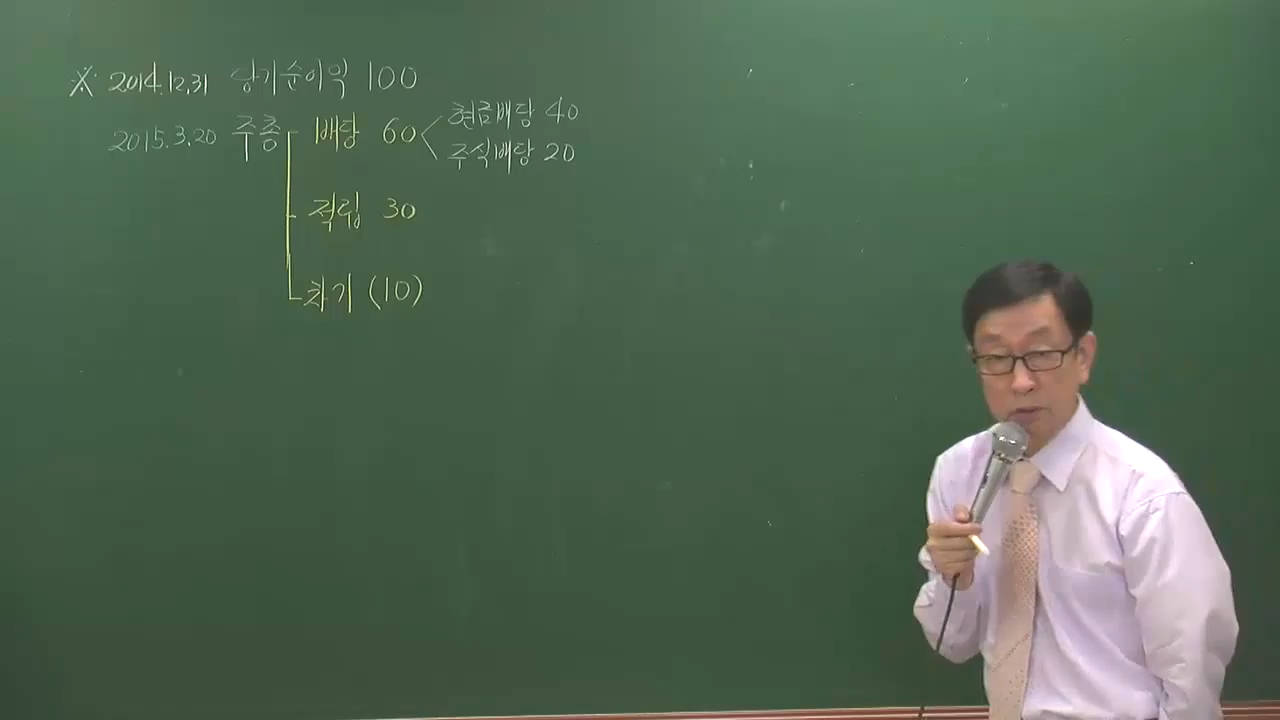 ※ 2014.12.31 당기순이익 100
2015.3.20 주총 배당 60 현금배당 40
주식배당 20
적립 30
차기 (10)